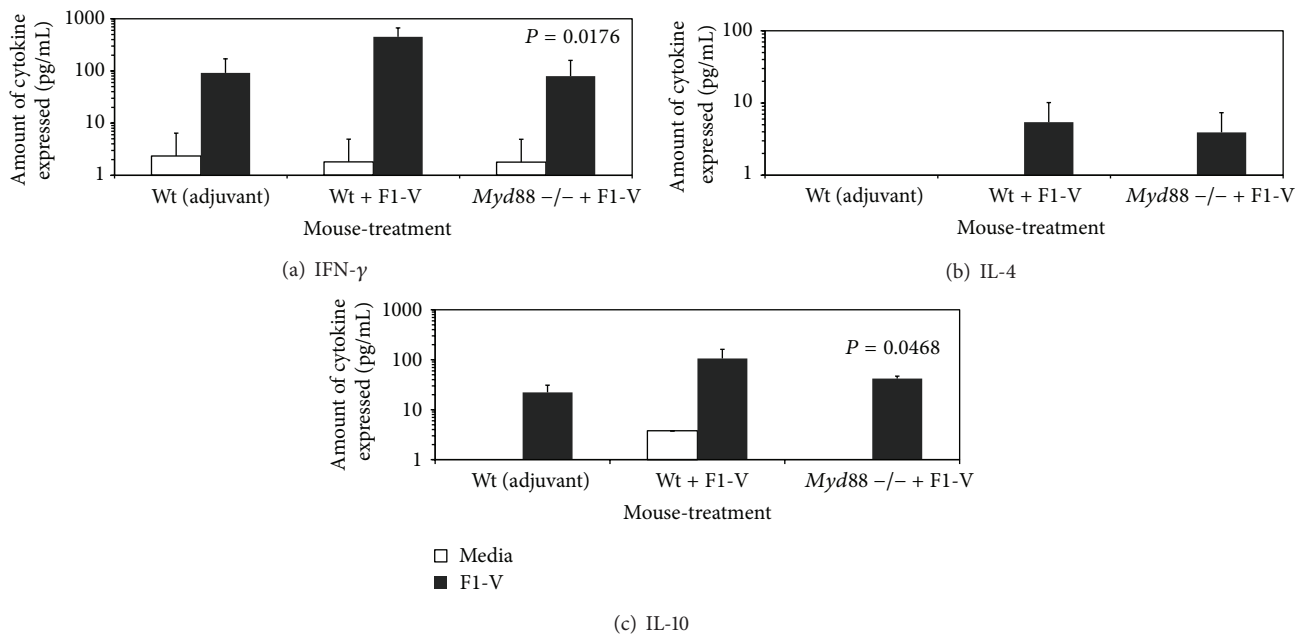 Amount of cytokine
expressed (pg/mL)
1000
100
10
1
P = 0.0176
Wt (adjuvant)
Wt + F1-V
Myd88 −/− + F1-V
Mouse-treatment
(a) IFN-γ
Amount of cytokine
expressed (pg/mL)
100
10
1
Wt (adjuvant)
Wt + F1-V
Myd88 −/− + F1-V
Mouse-treatment
(b) IL-4
Amount of cytokine
expressed (pg/mL)
1000
100
10
1
P = 0.0468
Wt (adjuvant)
Wt + F1-V
Myd88 −/− + F1-V
Mouse-treatment
Media
F1-V
(c) IL-10